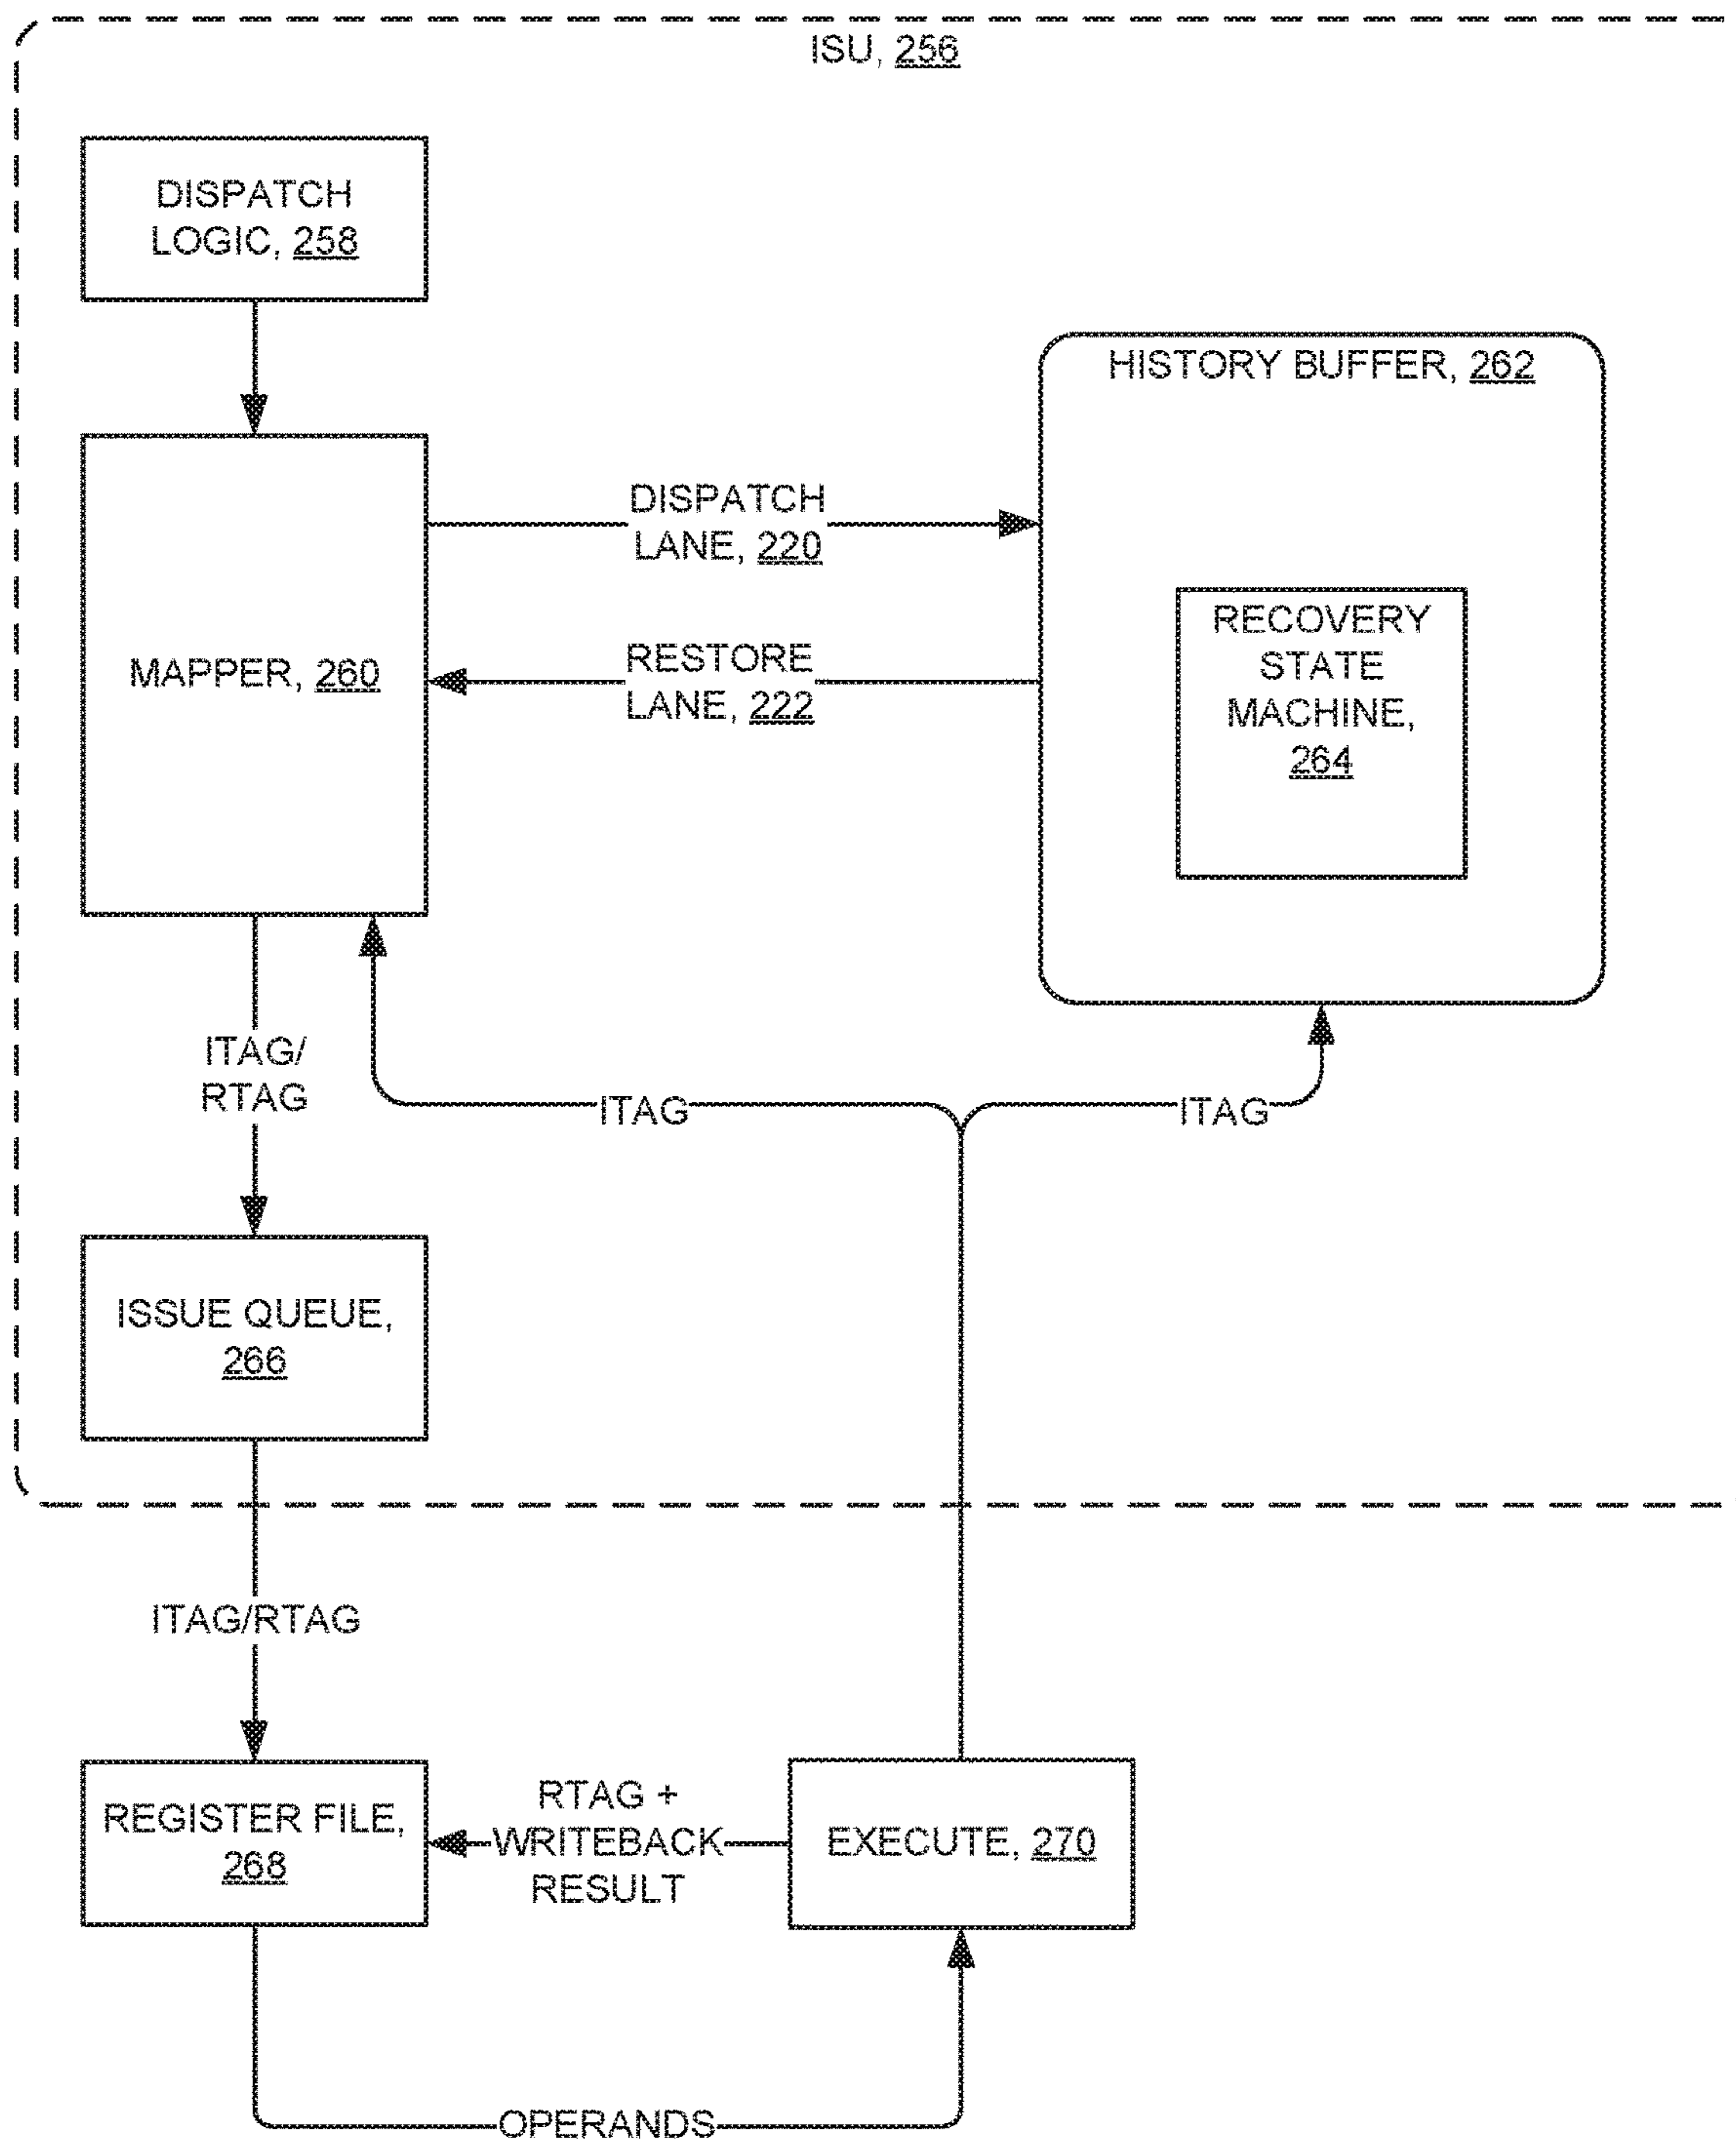 ISU, 256
DISPATCH
LOGIC, 258
HISTORY BUFFER, 262
DISPATCH
LANE, 220
RECOVERY
STATE
MACHINE,
264
MAPPER, 260
RESTORE
LANE, 222
ITAG/
RTAG
ITAG
ITAG
ISSUE QUEUE,
266
ITAG/RTAG
REGISTER FILE,
268
RTAG +
WRITEBACK
RESULT
EXECUTE, 270
OPERANDS